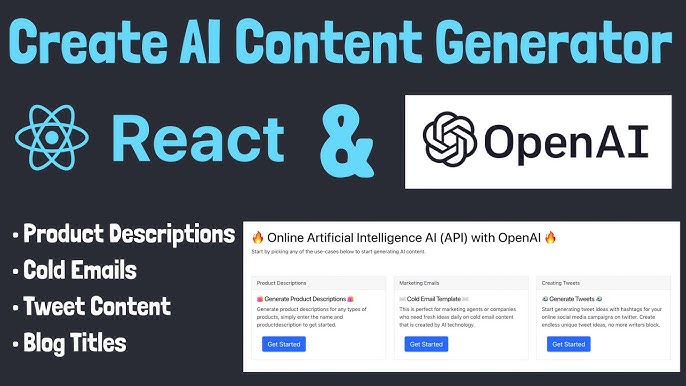 Create AI Content Generator
React & OpenAI
• Product Descriptions
• Cold Emails
• Tweet Content
• Blog Titles
🔥 Online Artificial Intelligence AI (API) with OpenAI 🔥
Start by picking any of the use-cases below to start generating AI content.
Product Descriptions
🛍 Generate Product Descriptions 🛍
Generate product descriptions for any types of
products, simply enter the name and
productdescription to get started.
Get Started
Marketing Emails
Cold Email Template
This is perfect for marketing agents or companies
who need fresh ideas daily on cold email content
that is created by AI technology.
Get Started
Creating Tweets
Generate Tweets
Start generating tweet ideas with hashtags for your
online social media campaigns on twitter. Create
endless unique tweet ideas, no more writers block.
Get Started